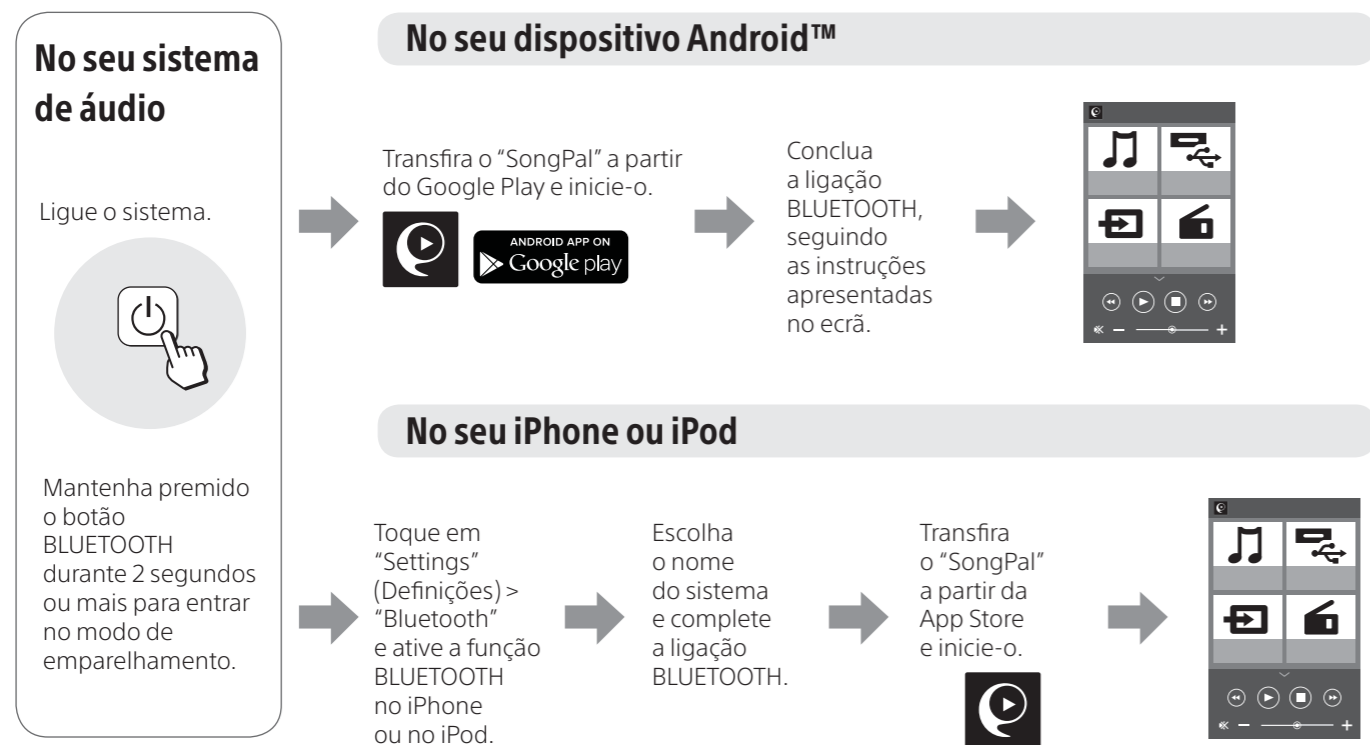 No seu sistema
de áudio
Ligue o sistema.
Mantenha premido
o botão
BLUETOOTH
durante 2 segundos
ou mais para entrar
no modo de
emparelhamento.
No seu dispositivo Android™
Transfira o “SongPal” a partir
do Google Play e inicie-o.
ANDROID APP ON
Google play
Conclua
a ligação
BLUETOOTH,
seguindo
as instruções
apresentadas
no ecrã.
No seu iPhone ou iPod
Toque em
“Settings”
(Definições) >
“Bluetooth”
e ative a função
BLUETOOTH
no iPhone
ou no iPod.
Escolha
o nome
do sistema
e complete
a ligação
BLUETOOTH.
Transfira
o “SongPal”
a partir da
App Store
e inicie-o.